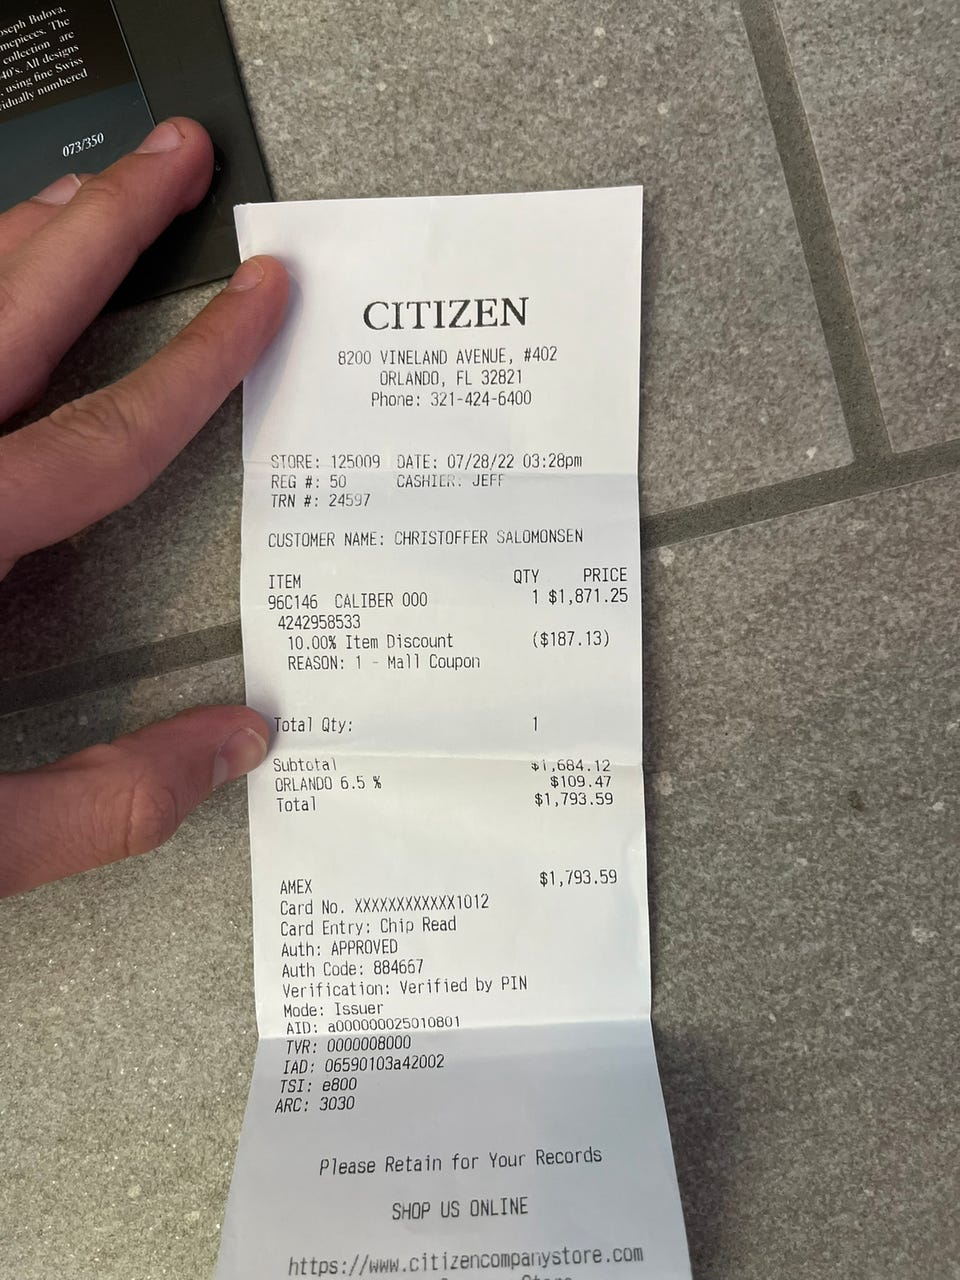 oseph Bulova,
mepieces. The
collection are
40's. All designs
, using fine Swiss
vidually numbered
073/350
CITIZEN
8200 VINELAND AVENUE, #402
ORLANDO, FL 32821
Phone: 321-424-6400
STORE: 125009 DATE: 07/28/22 03:28pm
REG #: 50 CASHIER: JEFF
TRN #: 24597
CUSTOMER NAME: CHRISTOFFER SALOMONSEN
ITEM QTY PRICE
96C146 CALIBER 000 1 $1,871.25
4242958533
10.00% Item Discount ($187.13)
REASON: 1 - Mall Coupon
Total Qty: 1
Subtotal $1,684.12
ORLANDO 6.5 % $109.47
Total $1,793.59
AMEX $1,793.59
Card No. XXXXXXXXXXXX1012
Card Entry: Chip Read
Auth: APPROVED
Auth Code: 884667
Verification: Verified by PIN
Mode: Issuer
AID: a000000025010801
TVR: 0000008000
IAD: 06590103a42002
TSI: e800
ARC: 3030
Please Retain for Your Records
SHOP US ONLINE
https://www.citizencompanystore.com